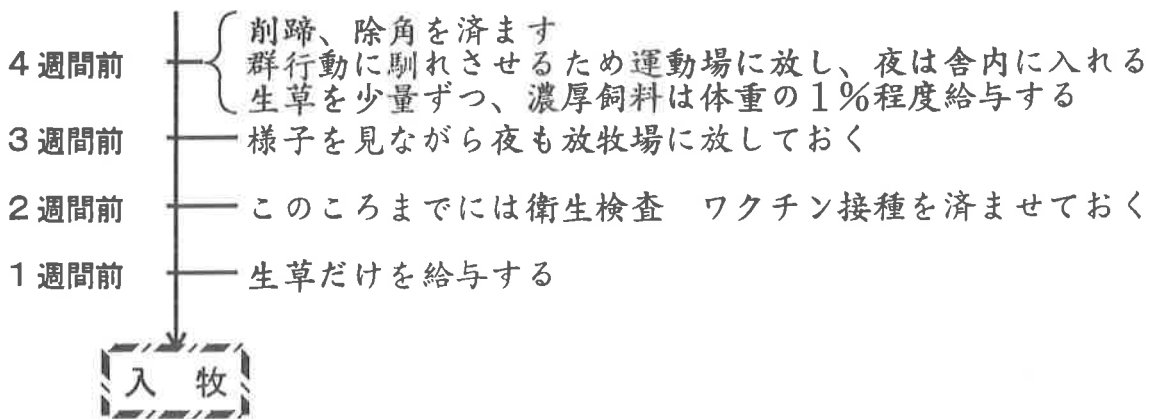 4週間前
削蹄、除角を済ます
群行動に馴れさせるため運動場に放し、夜は舎内に入れる
生草を少量ずつ、濃厚飼料は体重の1%程度給与する
3週間前 様子を見ながら夜も放牧場に放しておく
2週間前 このころまでには衛生検査 ワクチン接種を済ませておく
1週間前 生草だけを給与する
入 牧